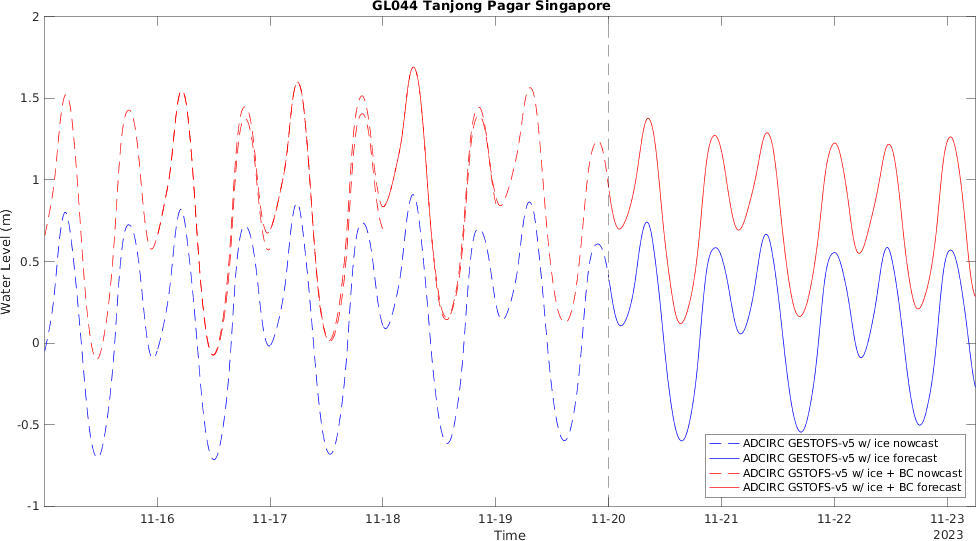 GL044 Tanjong Pagar Singapore
2
1.5
1
0.5
0
-0.5
-1
Water Level (m)
11-16 11-17 11-18 11-19 11-20 11-21 11-22 11-23
Time
2023
ADCIRC GESTOFS-v5 w/ ice nowcast
ADCIRC GESTOFS-v5 w/ ice forecast
ADCIRC GSTOFS-v5 w/ ice + BC nowcast
ADCIRC GSTOFS-v5 w/ ice + BC forecast